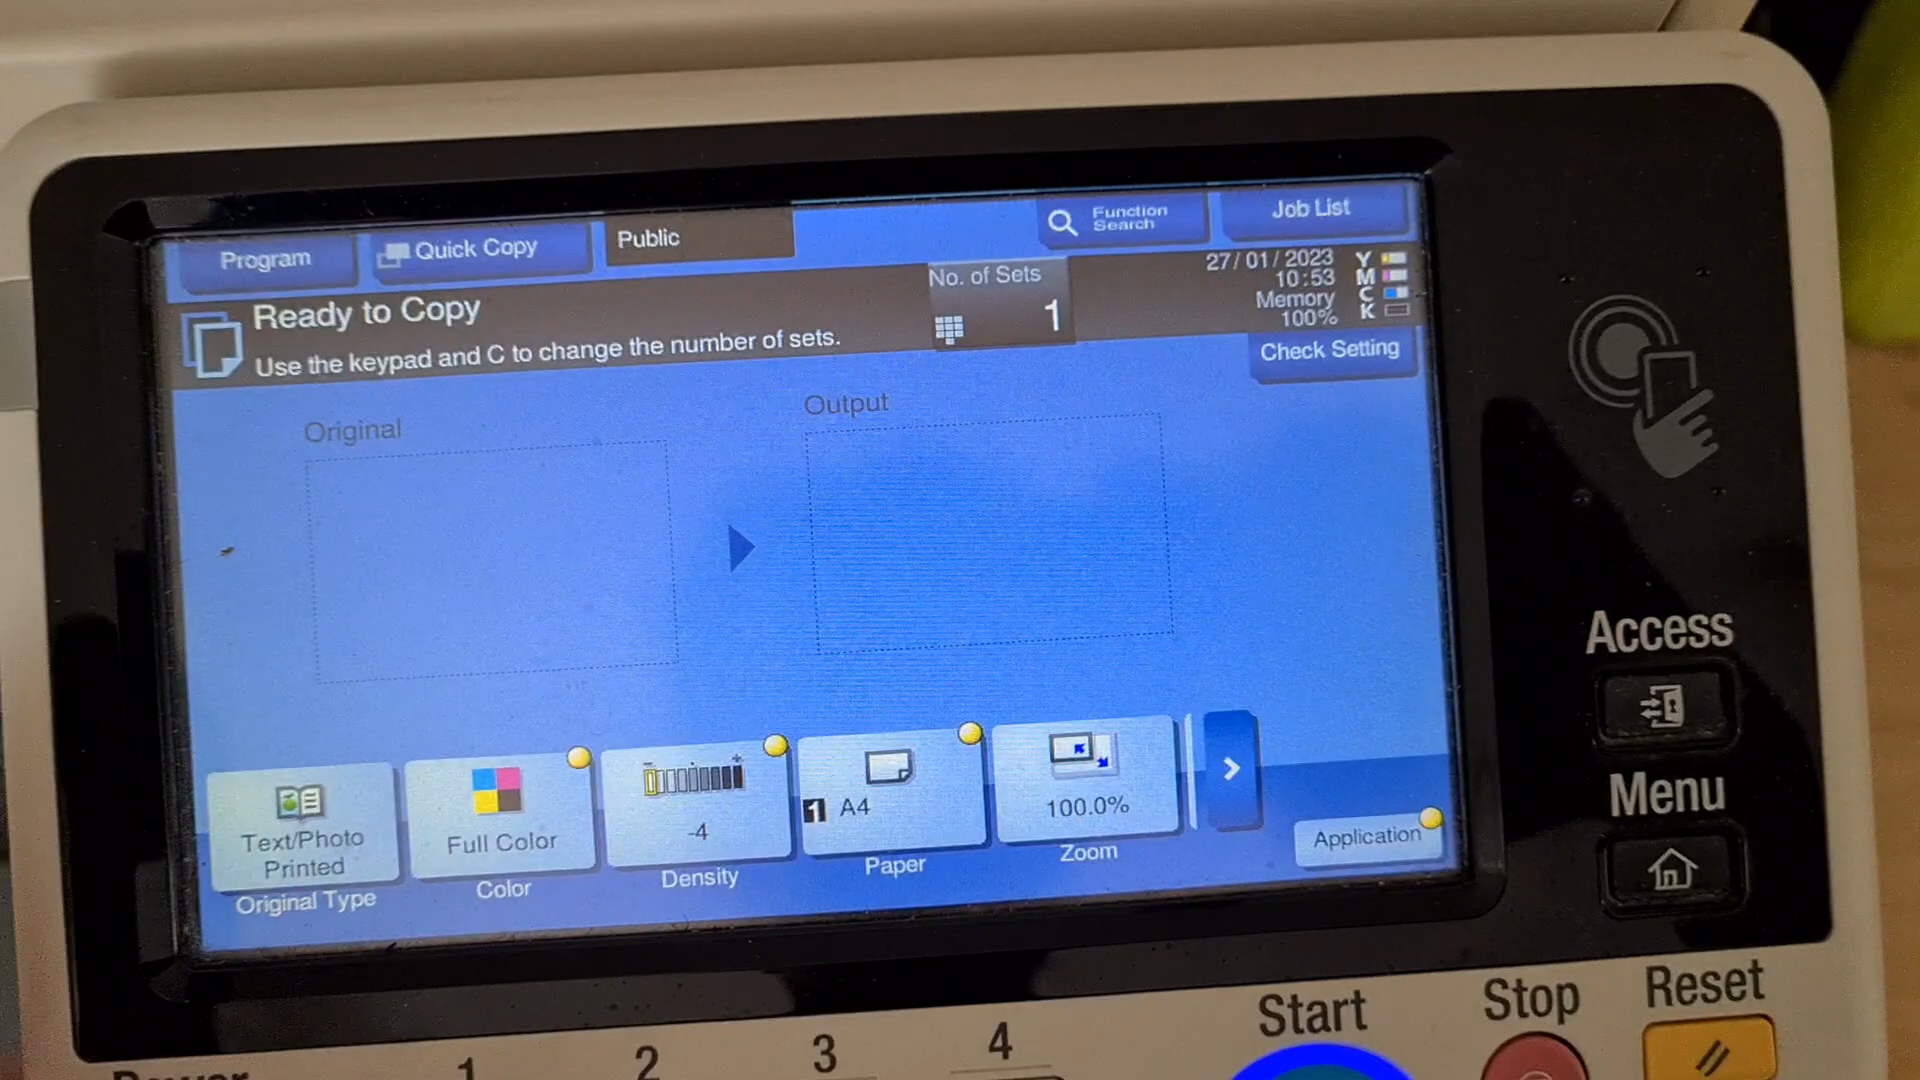 Program
Quick Copy
Public
Function
Search
Job List
Ready to Copy
Use the keypad and C to change the number of sets.
No. of Sets
1
27/01/2023
10:53
Memory
100%
Y
M
C
K
Check Setting
Original
Output
Text/Photo
Printed
Original Type
Full Color
Color
-4
Density
1 A4
Paper
100.0%
Zoom
Application
Access
Menu
Start
Stop
Reset
Power
1
2
3
4